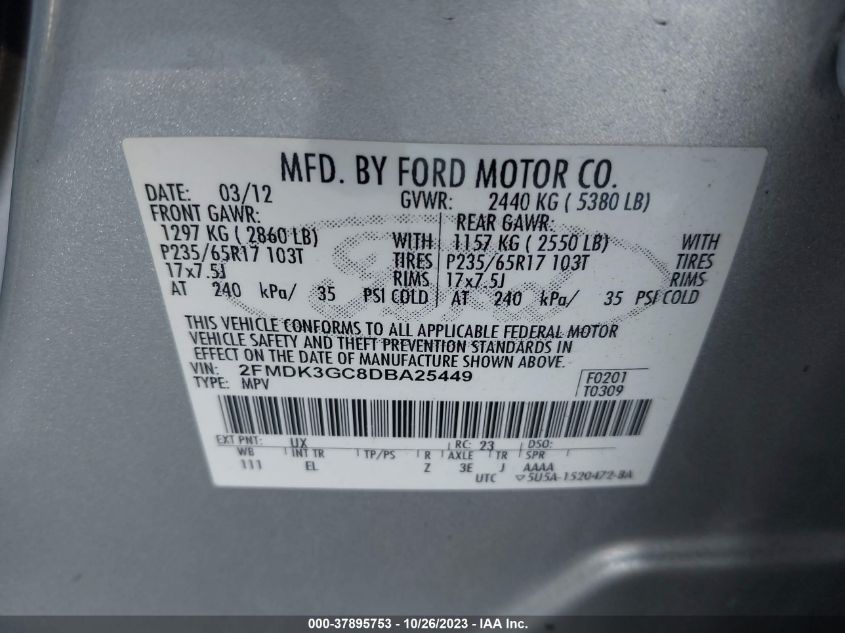 MFD. BY FORD MOTOR CO.
DATE: 03/12 GVWR: 2440 KG ( 5380 LB)
FRONT GAWR: REAR GAWR:
1297 KG ( 2860 LB) WITH 1157 KG ( 2550 LB) WITH
P235/65R17 103T TIRES P235/65R17 103T TIRES
17x7.5J RIMS 17x7.5J RIMS
AT 240 kPa/ 35 PSI COLD AT 240 kPa/ 35 PSI COLD
THIS VEHICLE CONFORMS TO ALL APPLICABLE FEDERAL MOTOR
VEHICLE SAFETY AND THEFT PREVENTION STANDARDS IN
EFFECT ON THE DATE OF MANUFACTURE SHOWN ABOVE.
VIN: 2FMDK3GC8DBA25449 F0201
TYPE: MPV T0309
EXT PNT: UX RC: 23 DSO:
WB INT TR TP/PS R AXLE TR SPR
111 EL Z 3E J AAAA
UTC ▽5U5A-1520472-BA
Ford
000-37895753 - 10/26/2023 - IAA Inc.